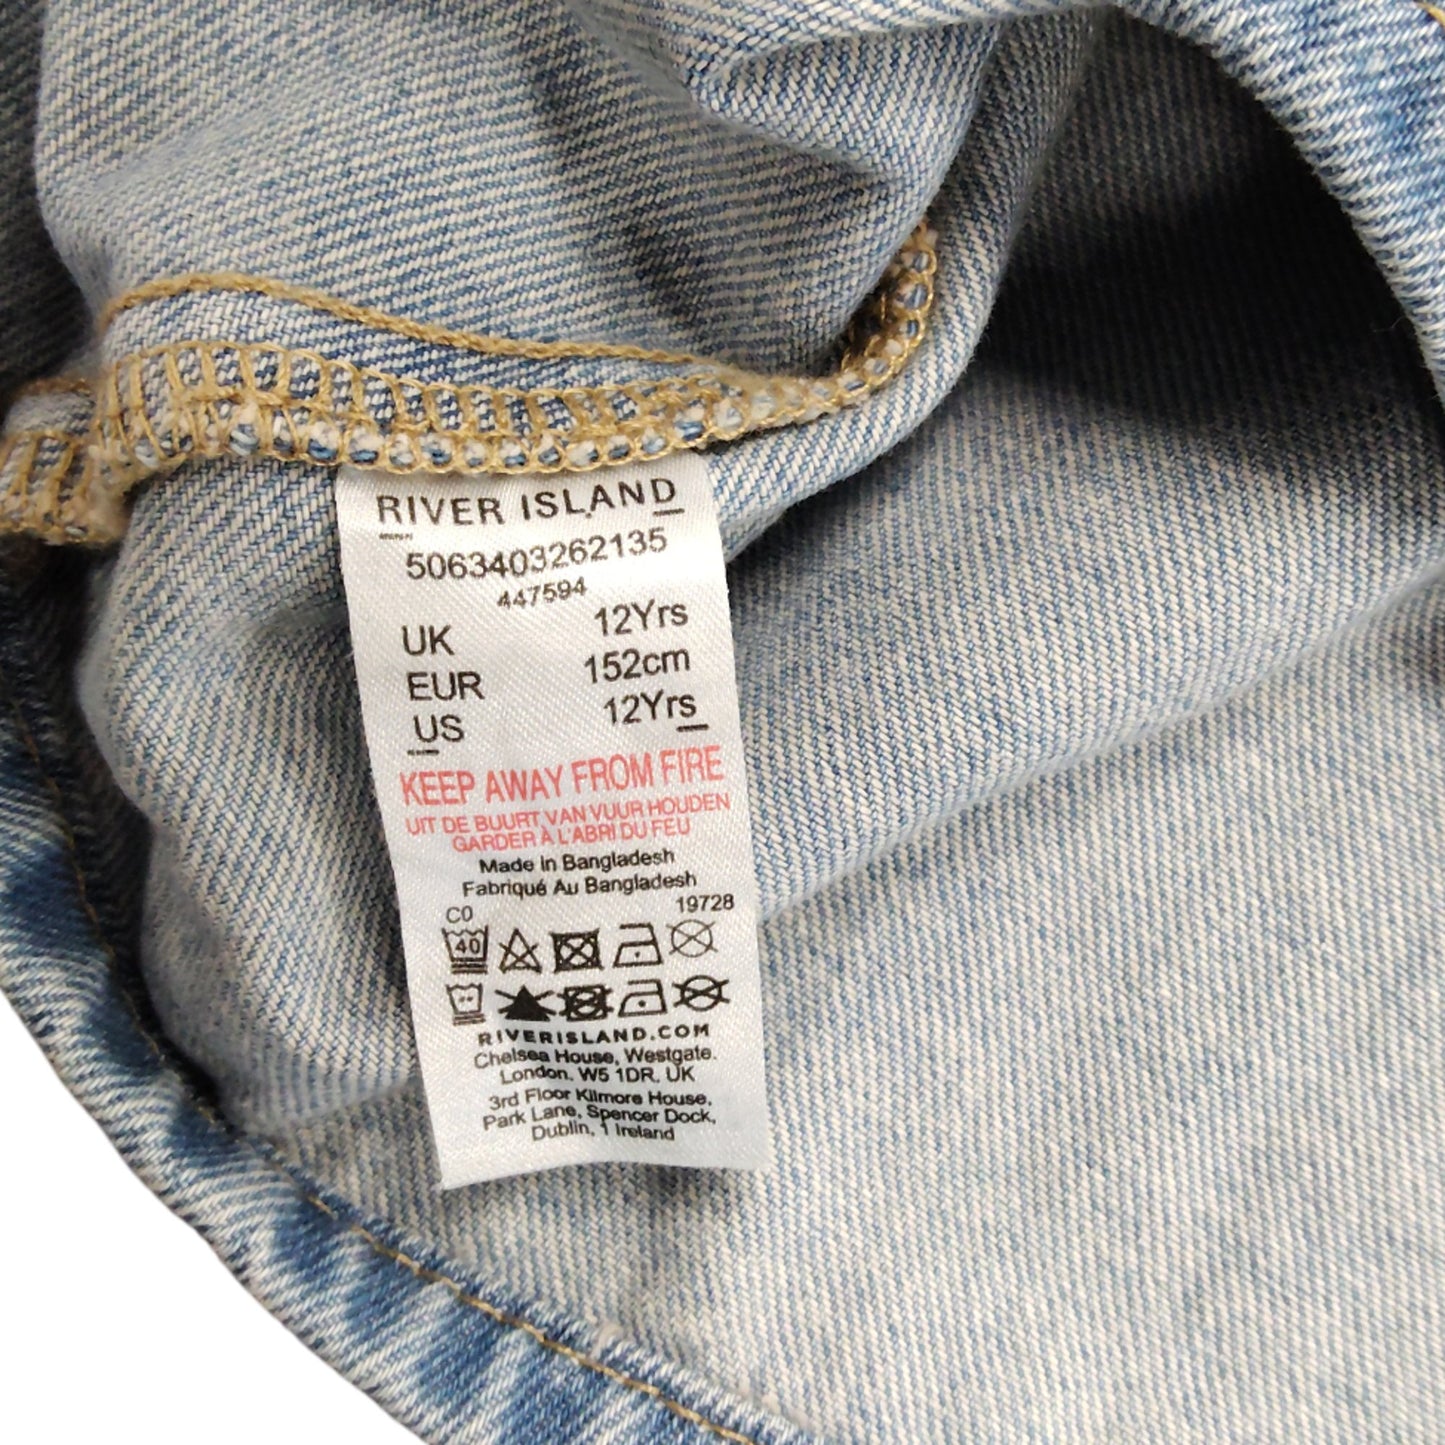 RIVER ISLAND
5063403262135
447594
UK 12Yrs
EUR 152cm
US 12Yrs
KEEP AWAY FROM FIRE
UIT DE BUURT VAN VUUR HOUDEN
GARDER À L'ABRI DU FEU
Made in Bangladesh
Fabriqué Au Bangladesh
C0 19728
40
RIVERISLAND.COM
Chelsea House, Westgate.
London. W5 1DR. UK
3rd Floor Kilmore House,
Park Lane, Spencer Dock,
Dublin, 1 Ireland